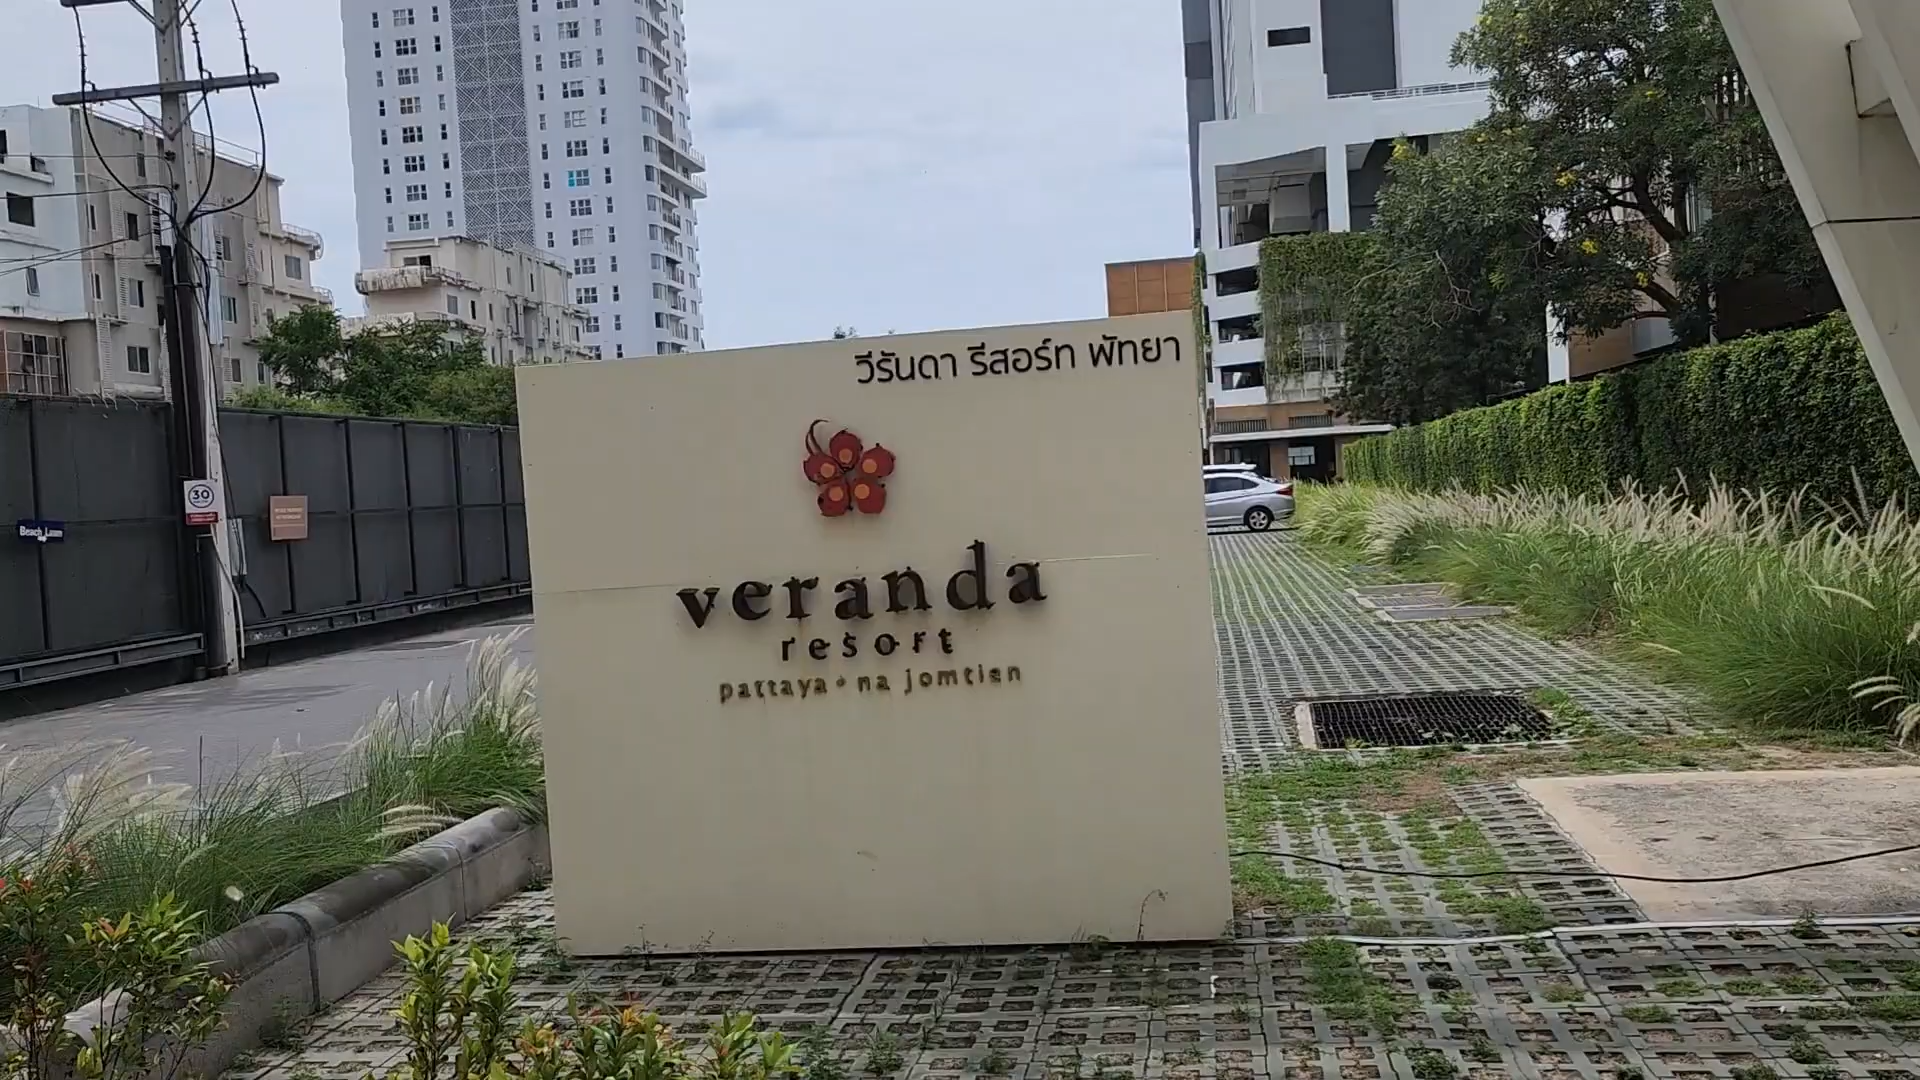 วีรันดา รีสอร์ท พัทยา
veranda
resort
pattaya • na jomtien
30
Beach Lawn